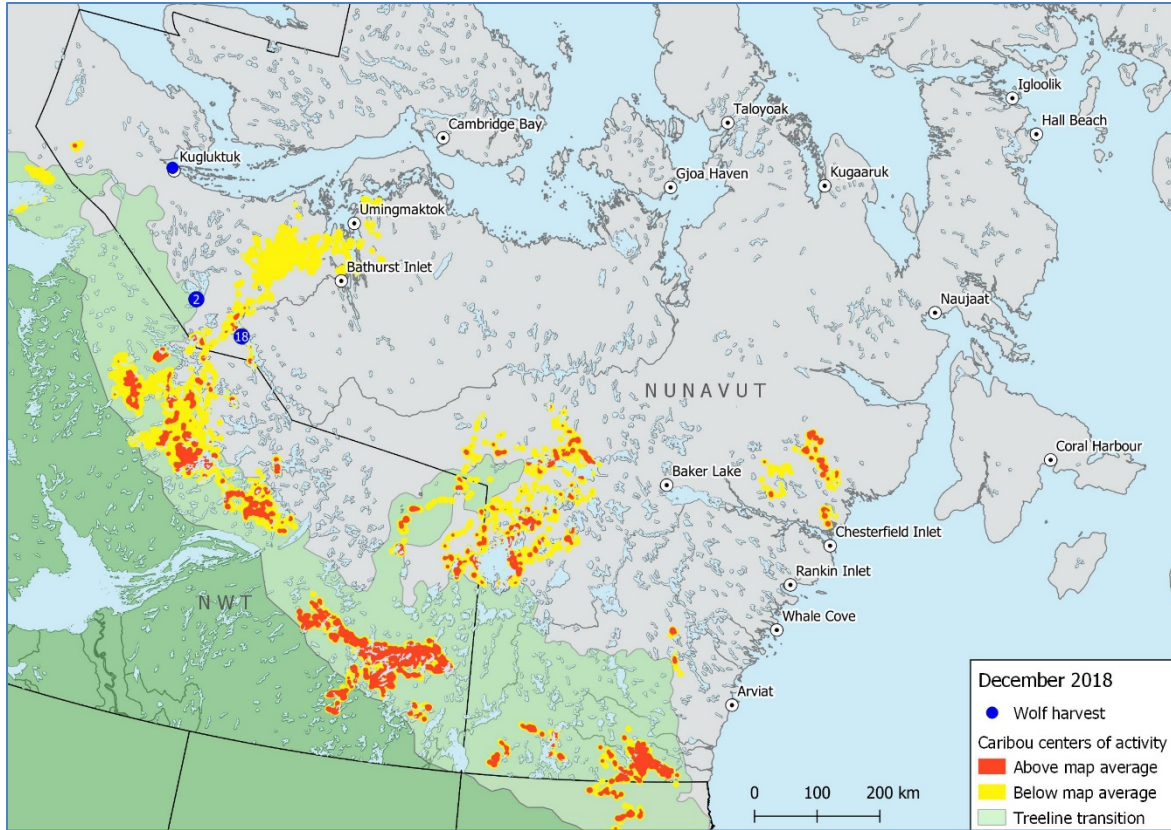 Igloolik
Taloyoak
Hall Beach
Cambridge Bay
Kugluktuk
Gjoa Haven
Kugaaruk
Umingmaktok
Bathurst Inlet
2
Naujaat
18
NUNAVUT
Coral Harbour
Baker Lake
Chesterfield Inlet
Rankin Inlet
NWT
Whale Cove
Arviat
December 2018
Wolf harvest
Caribou centers of activity
Above map average
Below map average
Treeline transition
0 100 200 km